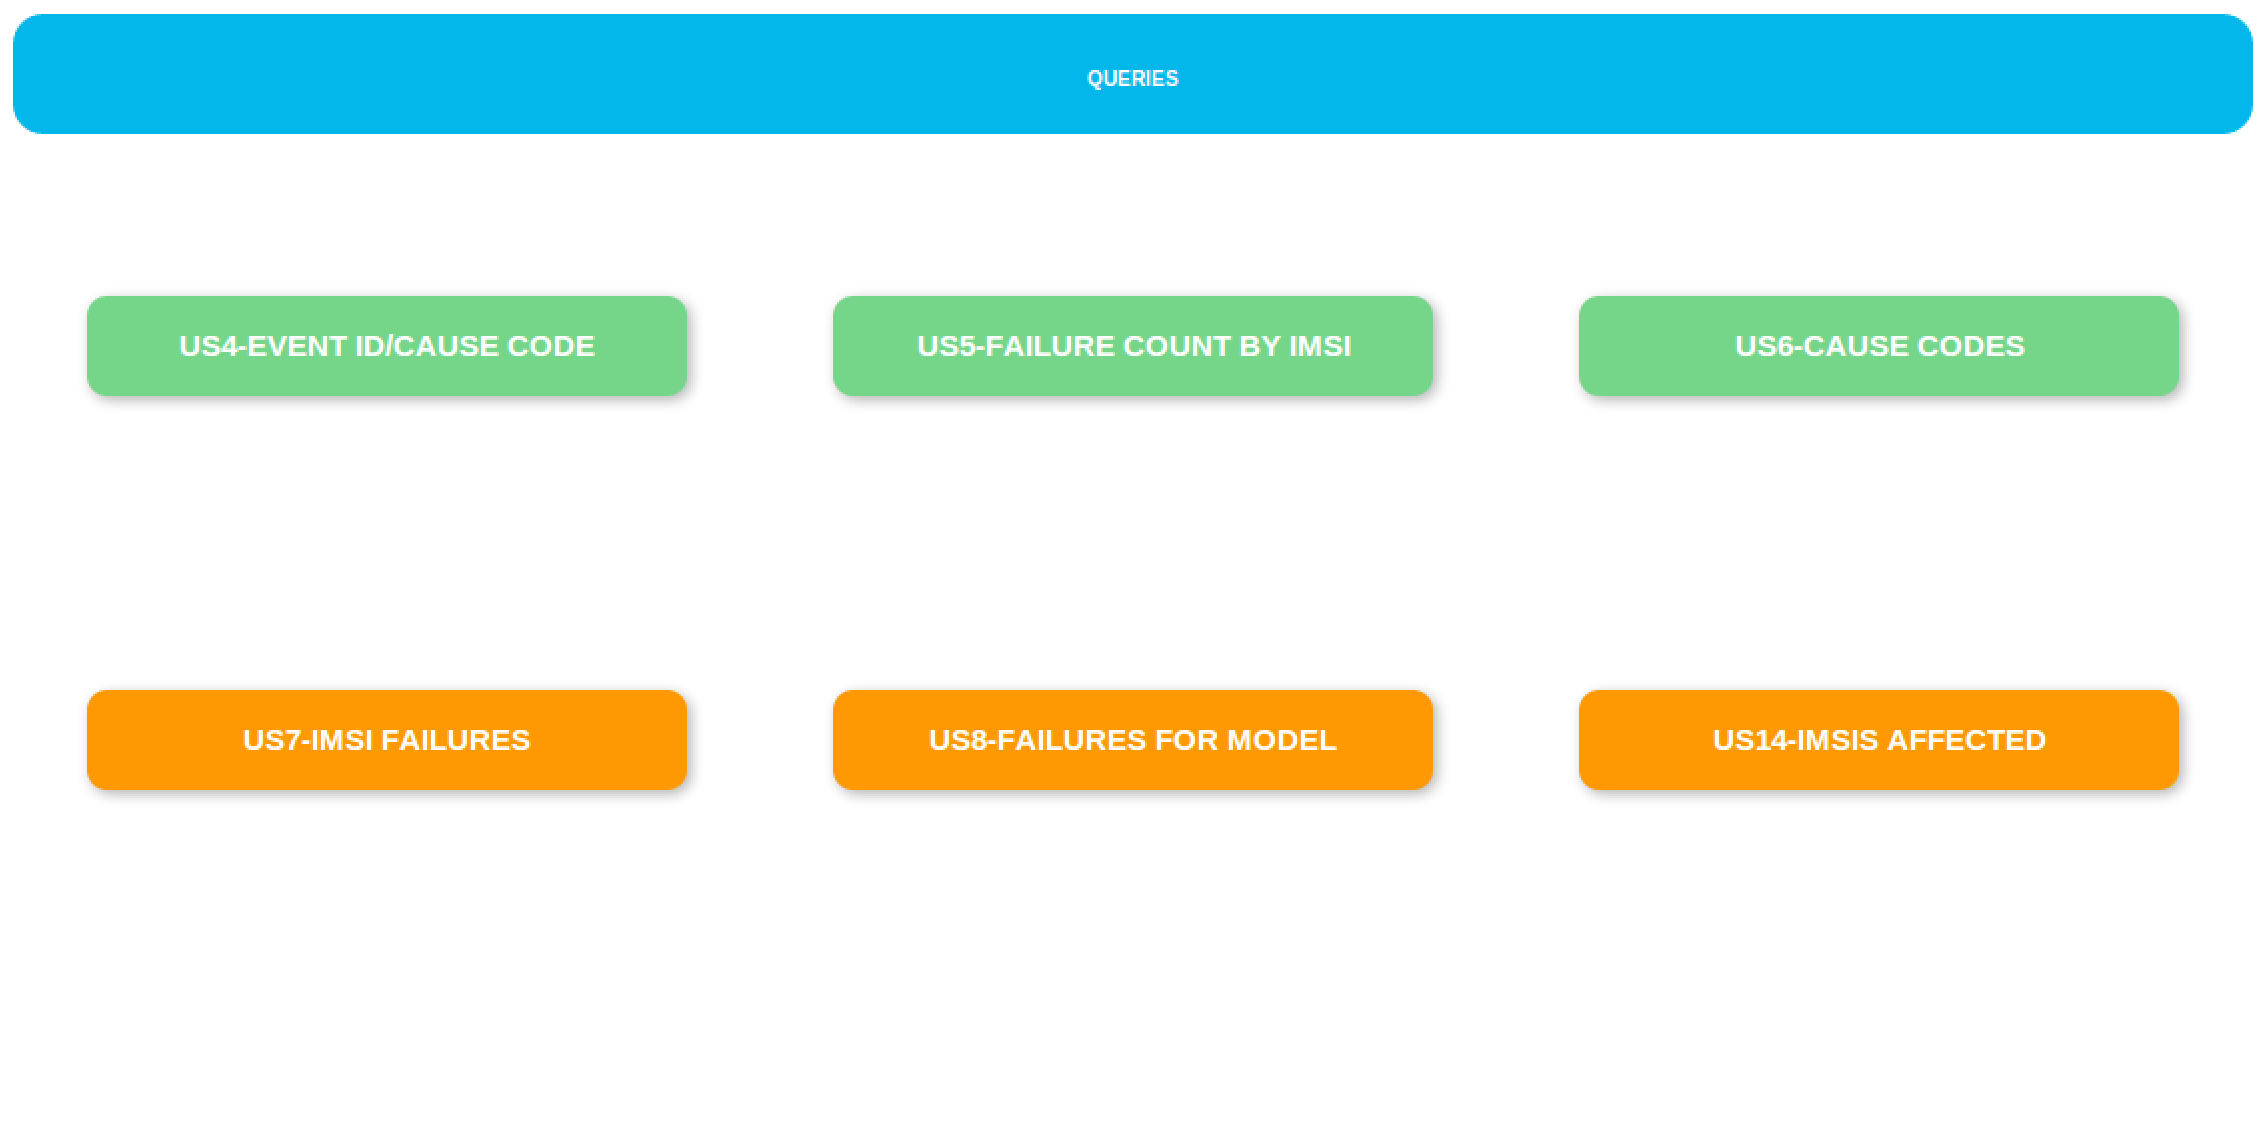 QUERIES
US4-EVENT ID/CAUSE CODE
US5-FAILURE COUNT BY IMSI
US6-CAUSE CODES
US7-IMSI FAILURES
US8-FAILURES FOR MODEL
US14-IMSIS AFFECTED